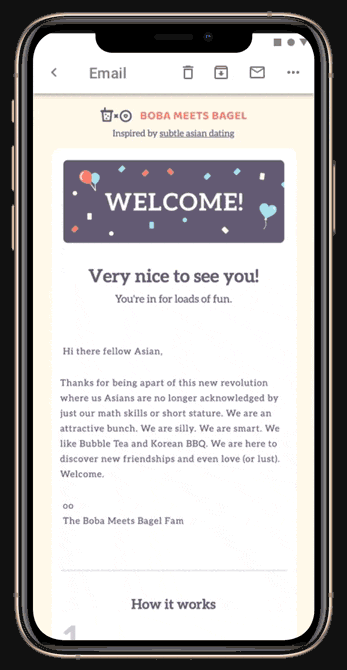 Email
BOBA MEETS BAGEL
Inspired by subtle asian dating
WELCOME!
Very nice to see you!
You're in for loads of fun.
Hi there fellow Asian,
Thanks for being apart of this new revolution
where us Asians are no longer acknowledged by
just our math skills or short stature. We are an
attractive bunch. We are silly. We are smart. We
like Bubble Tea and Korean BBQ. We are here to
discover new friendships and even love (or lust).
Welcome.
oo
The Boba Meets Bagel Fam
How it works
1